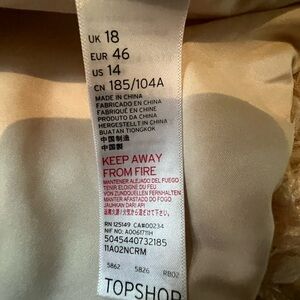 UK 18
EUR 46
US 14
CN 185/104A
MADE IN CHINA
FABRICADO EN CHINA
FABRIQUÉ EN CHINE
PRODUTO DA CHINA
HERGESTELLT IN CHINA
BUATAN TIONGKOK
中国制造
中国製
KEEP AWAY
FROM FIRE
MANTENER ALEJADO DEL FUEGO
TENIR ÉLOIGNÉ DU FEU
VON ZÜNDQUELLEN FERNHALTEN
MANTER AFASTADO DO FOGO
JAUHKAN DARI API
RN 125149 CA#00234
NIF NO: A0061711H
5045440732185
11A02NCRM
5862 5826 RB02
TOPSHOP